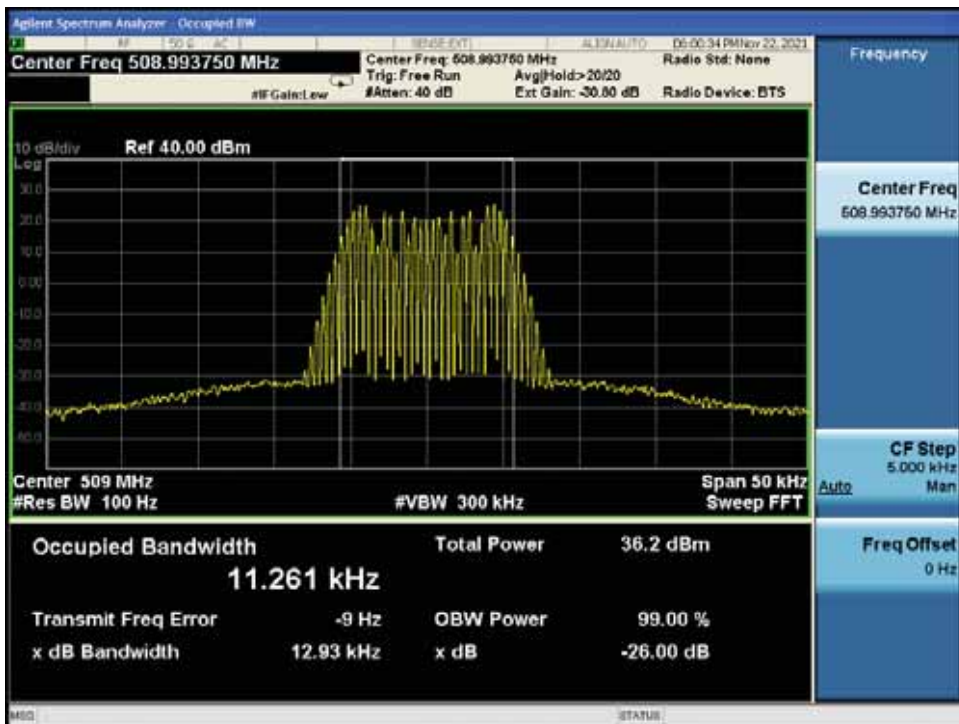 Agilent Spectrum Analyzer Occupied BW
RF 50 Ω AC SENSE:EXT ALIGN AUTO 06:00:34 PM Nov 22, 2021
Center Freq 508.993750 MHz
Center Freq: 508.993750 MHz
Radio Std: None
Trig: Free Run Avg|Hold:>20/20
#IFGain:Low #Atten: 40 dB Ext Gain: -30.80 dB Radio Device: BTS
10 dB/div Ref 40.00 dBm
Log
30.0
20.0
10.0
0.00
-10.0
-20.0
-30.0
-40.0
-50.0
Center 509 MHz Span 50 kHz
#Res BW 100 Hz #VBW 300 kHz Sweep FFT
Occupied Bandwidth Total Power 36.2 dBm
11.261 kHz
Transmit Freq Error -9 Hz OBW Power 99.00 %
x dB Bandwidth 12.93 kHz x dB -26.00 dB
Frequency
Center Freq
508.993750 MHz
CF Step
5.000 kHz
Auto Man
Freq Offset
0 Hz
MSG STATUS